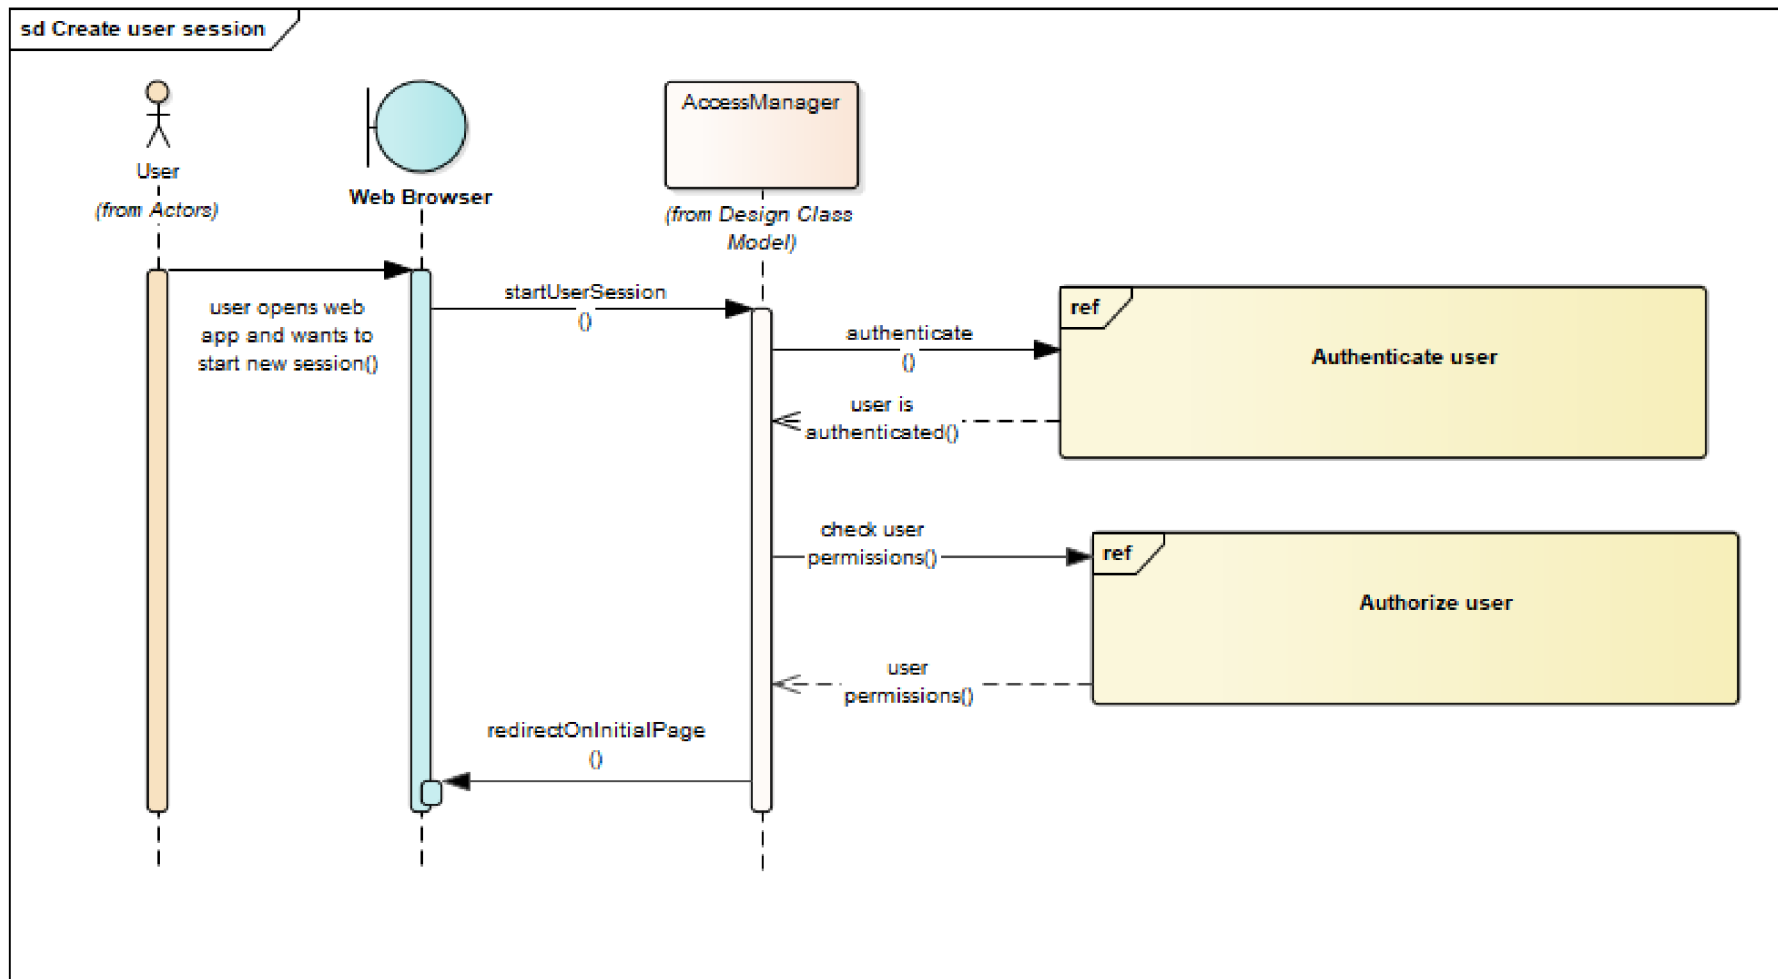 sd Create user session
User
(from Actors)
Web Browser
AccessManager
(from Design Class
Model)
user opens web
app and wants to
start new session()
startUserSession
()
authenticate
()
ref
Authenticate user
user is
authenticated()
check user
permissions()
ref
Authorize user
user
permissions()
redirectOnInitialPage
()